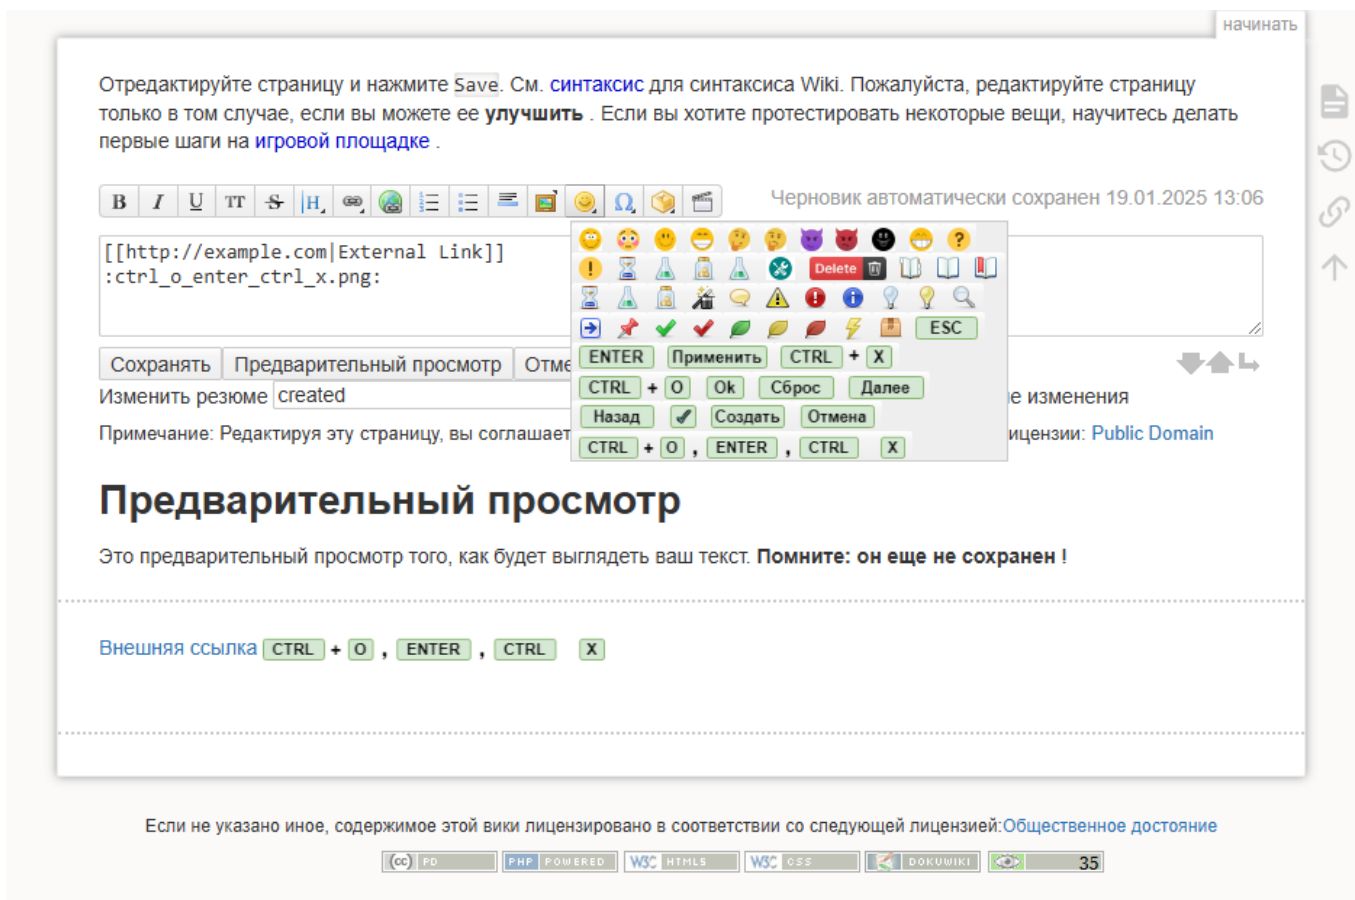 начинать
Отредактируйте страницу и нажмите Save. См. синтаксис для синтаксиса Wiki. Пожалуйста, редактируйте страницу
только в том случае, если вы можете ее улучшить . Если вы хотите протестировать некоторые вещи, научитесь делать
первые шаги на игровой площадке .
B I U TT S H Ω Черновик автоматически сохранен 19.01.2025 13:06
[[http://example.com|External Link]]
:ctrl_o_enter_ctrl_x.png:
Delete
ESC
ENTER Применить CTRL + X
CTRL + O Ok Сброс Далее
Назад Создать Отмена
CTRL + O , ENTER , CTRL X
Сохранять Предварительный просмотр Отме
Изменить резюме created е изменения
Примечание: Редактируя эту страницу, вы соглашает ицензии: Public Domain
Предварительный просмотр
Это предварительный просмотр того, как будет выглядеть ваш текст. Помните: он еще не сохранен !
Внешняя ссылка CTRL + O , ENTER , CTRL X
Если не указано иное, содержимое этой вики лицензировано в соответствии со следующей лицензией:Общественное достояние
(cc) PD PHP POWERED W3C HTML5 W3C CSS DOKUWIKI 35